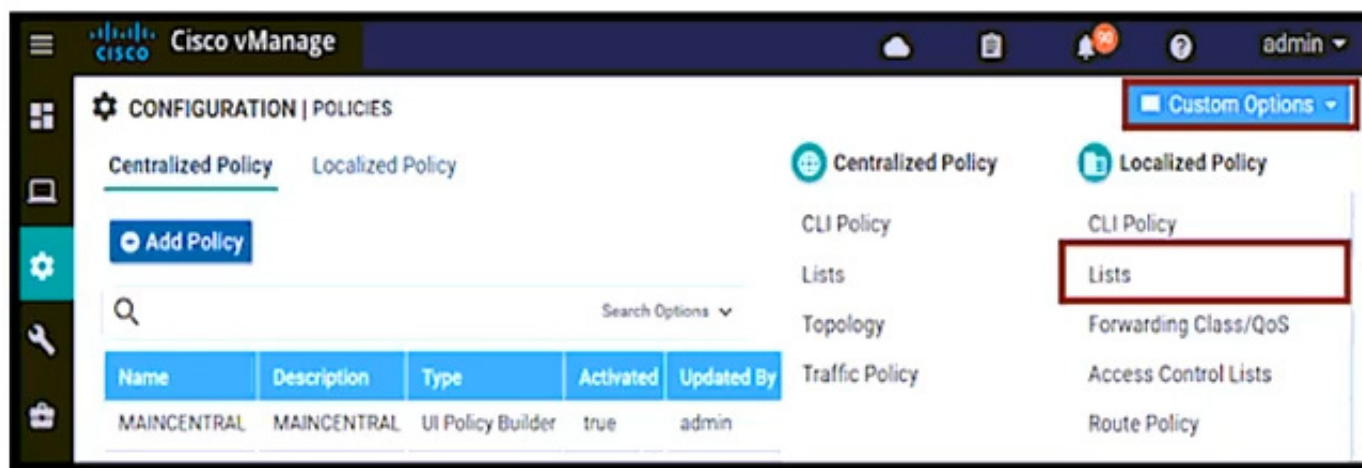 CISCO Cisco vManage 90 admin
CONFIGURATION | POLICIES Custom Options
Centralized Policy Localized Policy
Centralized Policy Localized Policy
Add Policy
CLI Policy CLI Policy
Lists Lists
Search Options
Topology Forwarding Class/QoS
Name Description Type Activated Updated By
Traffic Policy Access Control Lists
MAINCENTRAL MAINCENTRAL UI Policy Builder true admin
Route Policy